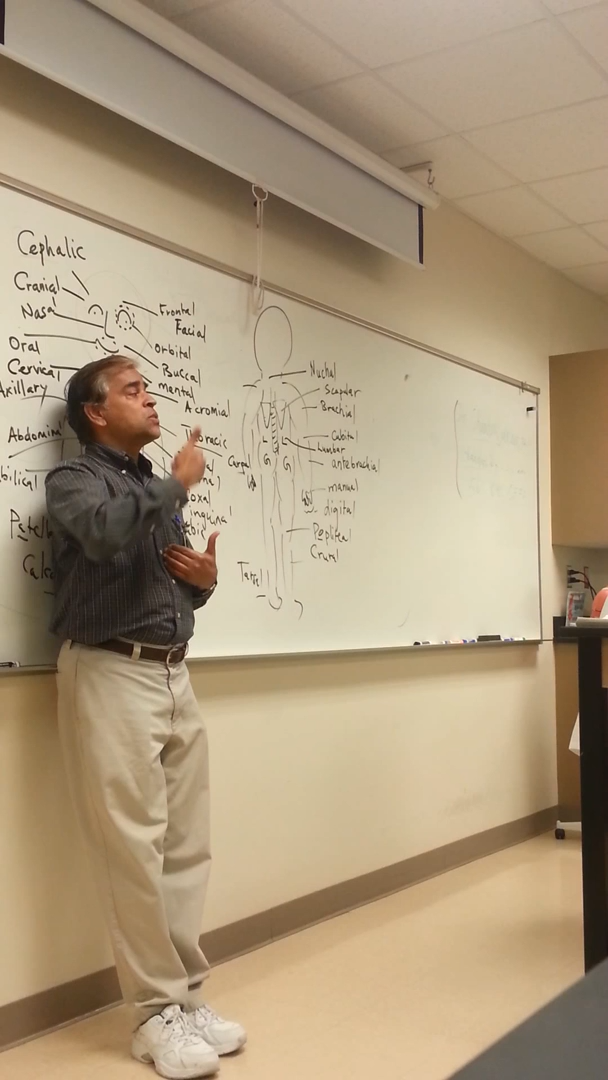 Cephalic
Cranial
Nasal
Oral
Cervical
Axillary
Abdominal
Frontal
Facial
orbital
Buccal
mental
Acromial
Thoracic
inguinal
Nuchal
scapular
Brachial
Cubital
Lumbar
antebrachial
manual
digital
Popliteal
Crural
Carpal
Tarsal